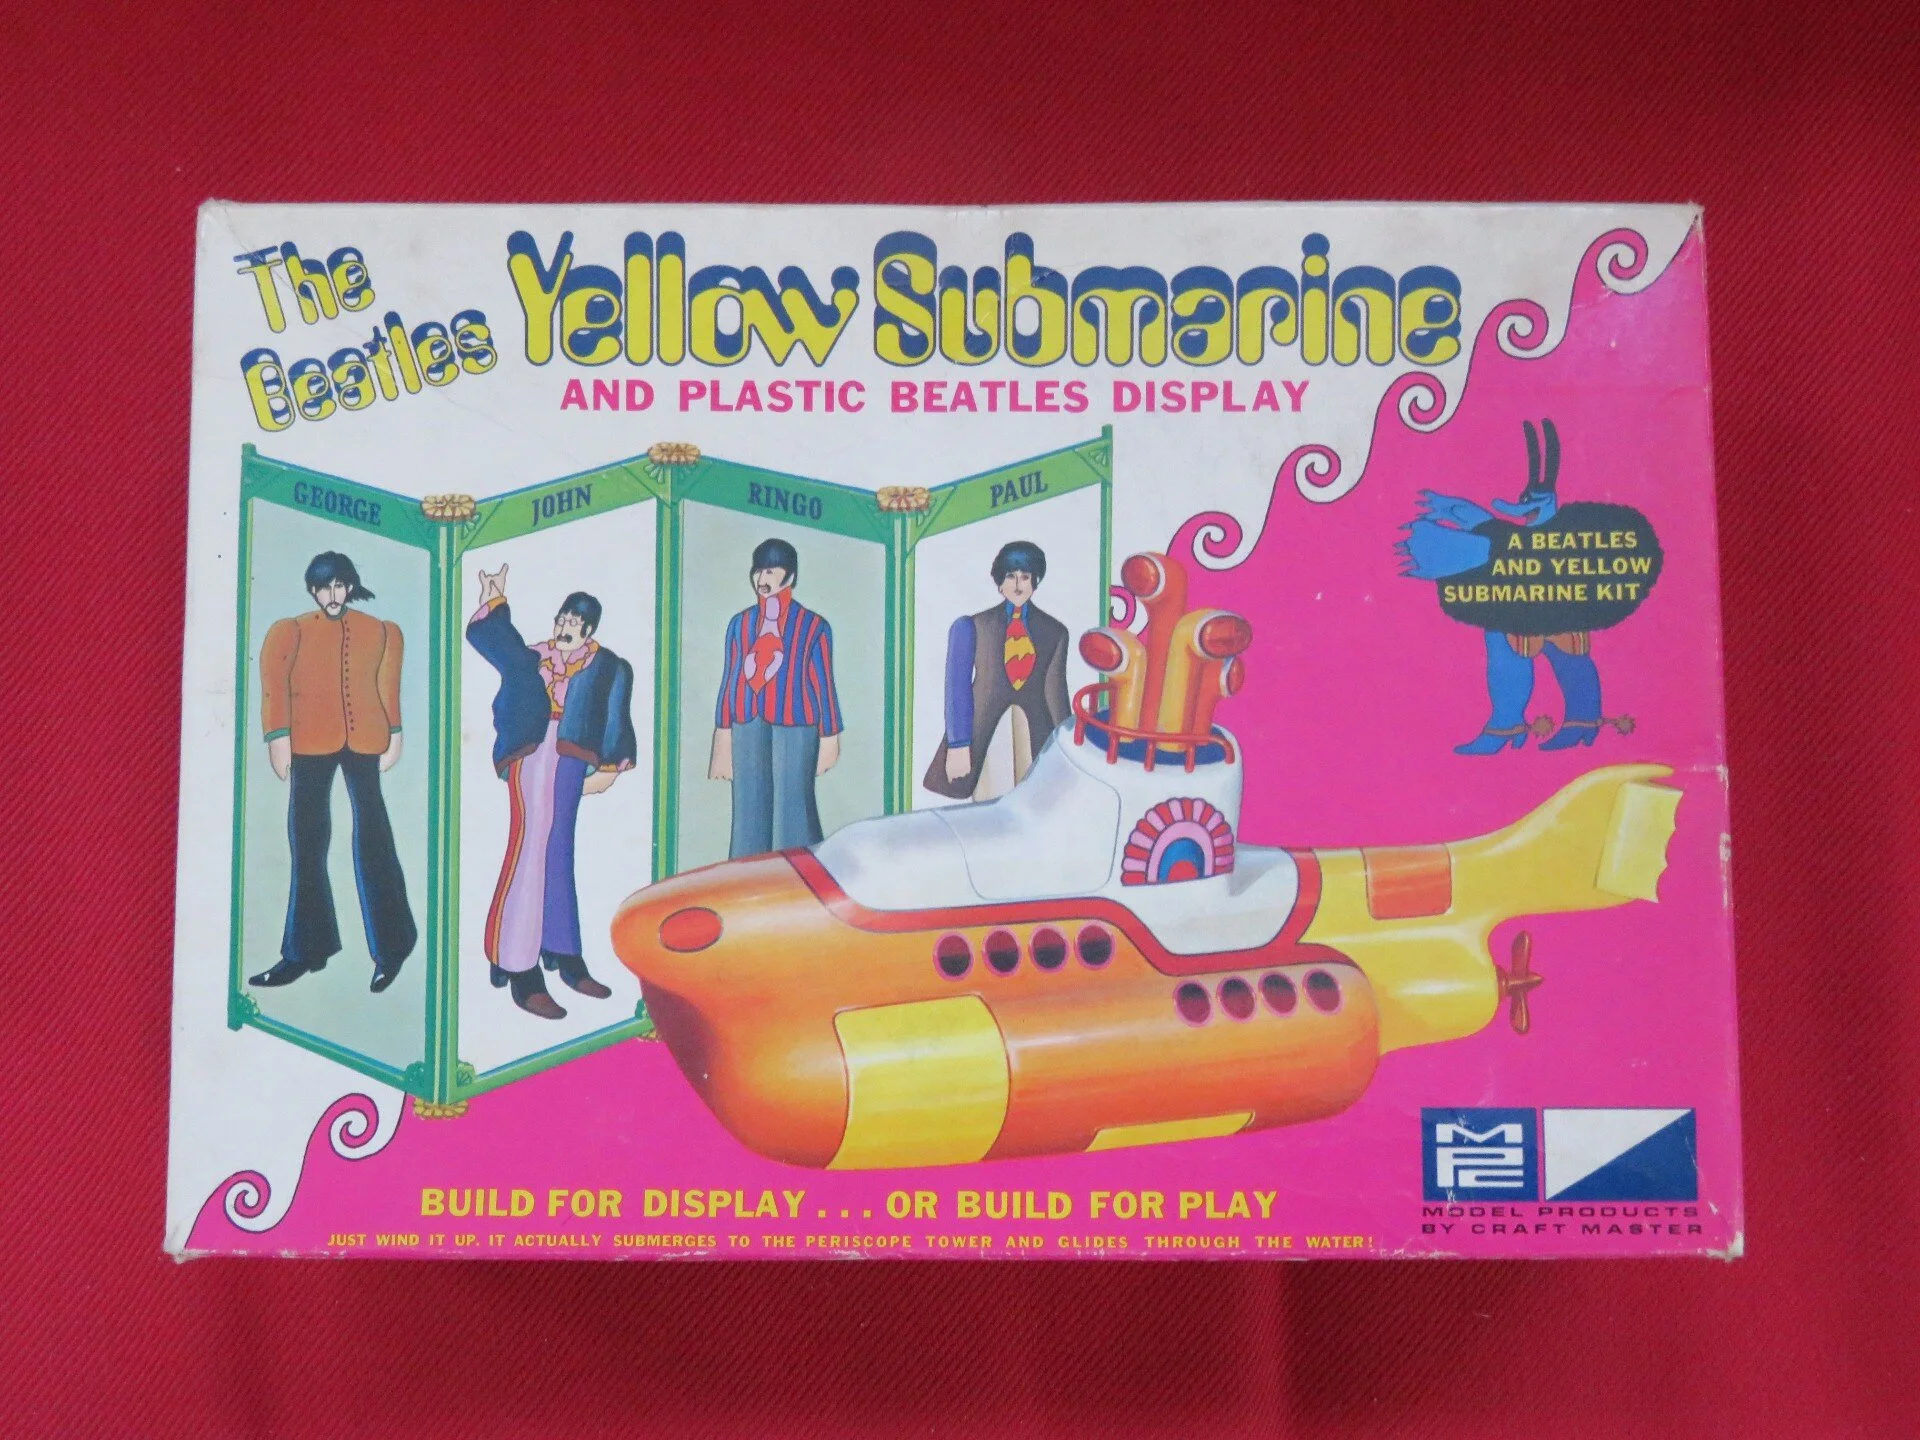 The
Beatles
Yellow Submarine
AND PLASTIC BEATLES DISPLAY
GEORGE
JOHN
RINGO
PAUL
A BEATLES
AND YELLOW
SUBMARINE KIT
BUILD FOR DISPLAY... OR BUILD FOR PLAY
JUST WIND IT UP. IT ACTUALLY SUBMERGES TO THE PERISCOPE TOWER AND GLIDES THROUGH THE WATER!
MPC
MODEL PRODUCTS
BY CRAFT MASTER